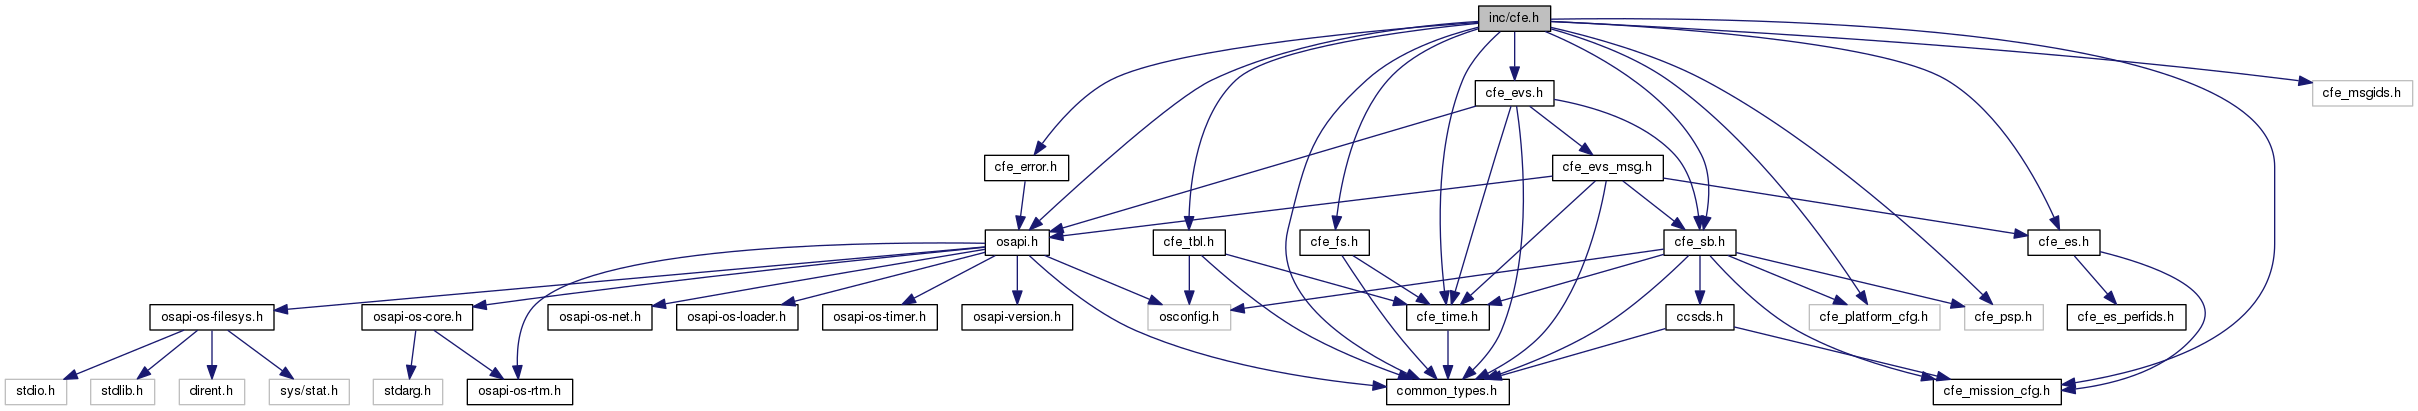 inc/cfe.h
cfe_evs.h
cfe_msgids.h
cfe_error.h
cfe_evs_msg.h
osapi.h
cfe_tbl.h
cfe_fs.h
cfe_sb.h
cfe_es.h
osapi-os-filesys.h
osapi-os-core.h
osapi-os-net.h
osapi-os-loader.h
osapi-os-timer.h
osapi-version.h
osconfig.h
cfe_time.h
ccsds.h
cfe_platform_cfg.h
cfe_psp.h
cfe_es_perfids.h
stdio.h
stdlib.h
dirent.h
sys/stat.h
stdarg.h
osapi-os-rtm.h
common_types.h
cfe_mission_cfg.h